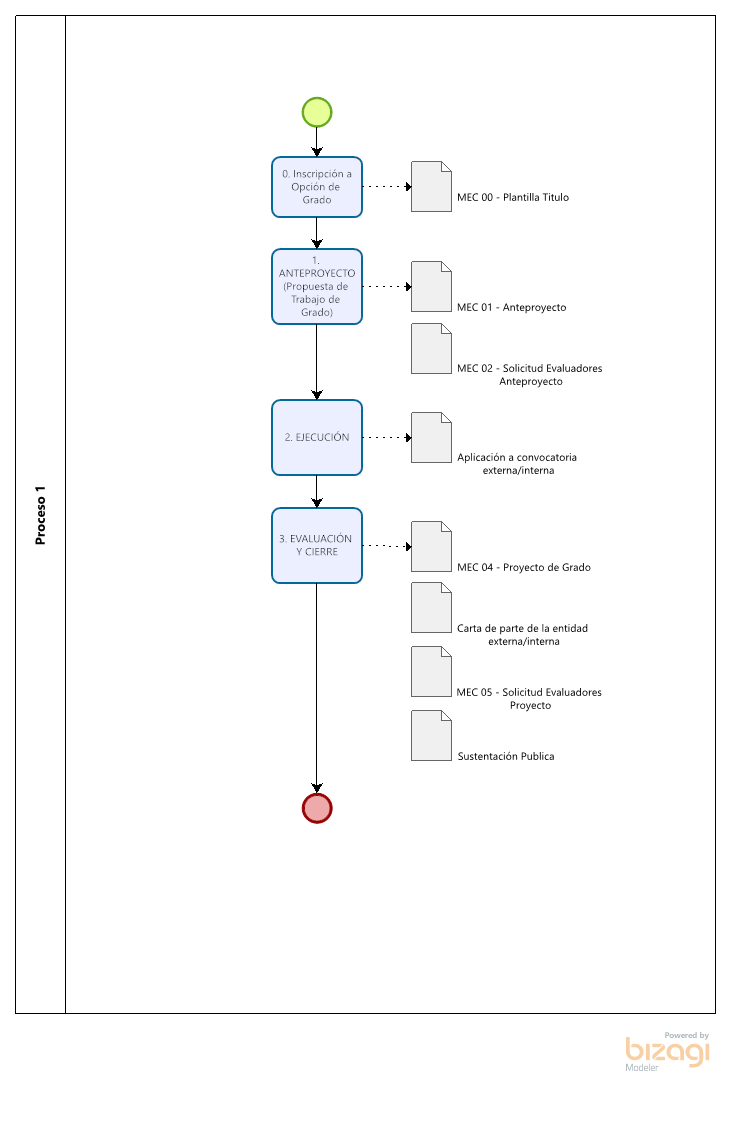 Proceso 1
0. Inscripción a
Opción de
Grado
MEC 00 - Plantilla Titulo
1.
ANTEPROYECTO
(Propuesta de
Trabajo de
Grado)
MEC 01 - Anteproyecto
MEC 02 - Solicitud Evaluadores
Anteproyecto
2. EJECUCIÓN
Aplicación a convocatoria
externa/interna
3. EVALUACIÓN
Y CIERRE
MEC 04 - Proyecto de Grado
Carta de parte de la entidad
externa/interna
MEC 05 - Solicitud Evaluadores
Proyecto
Sustentación Publica
Powered by
bizagi
Modeler